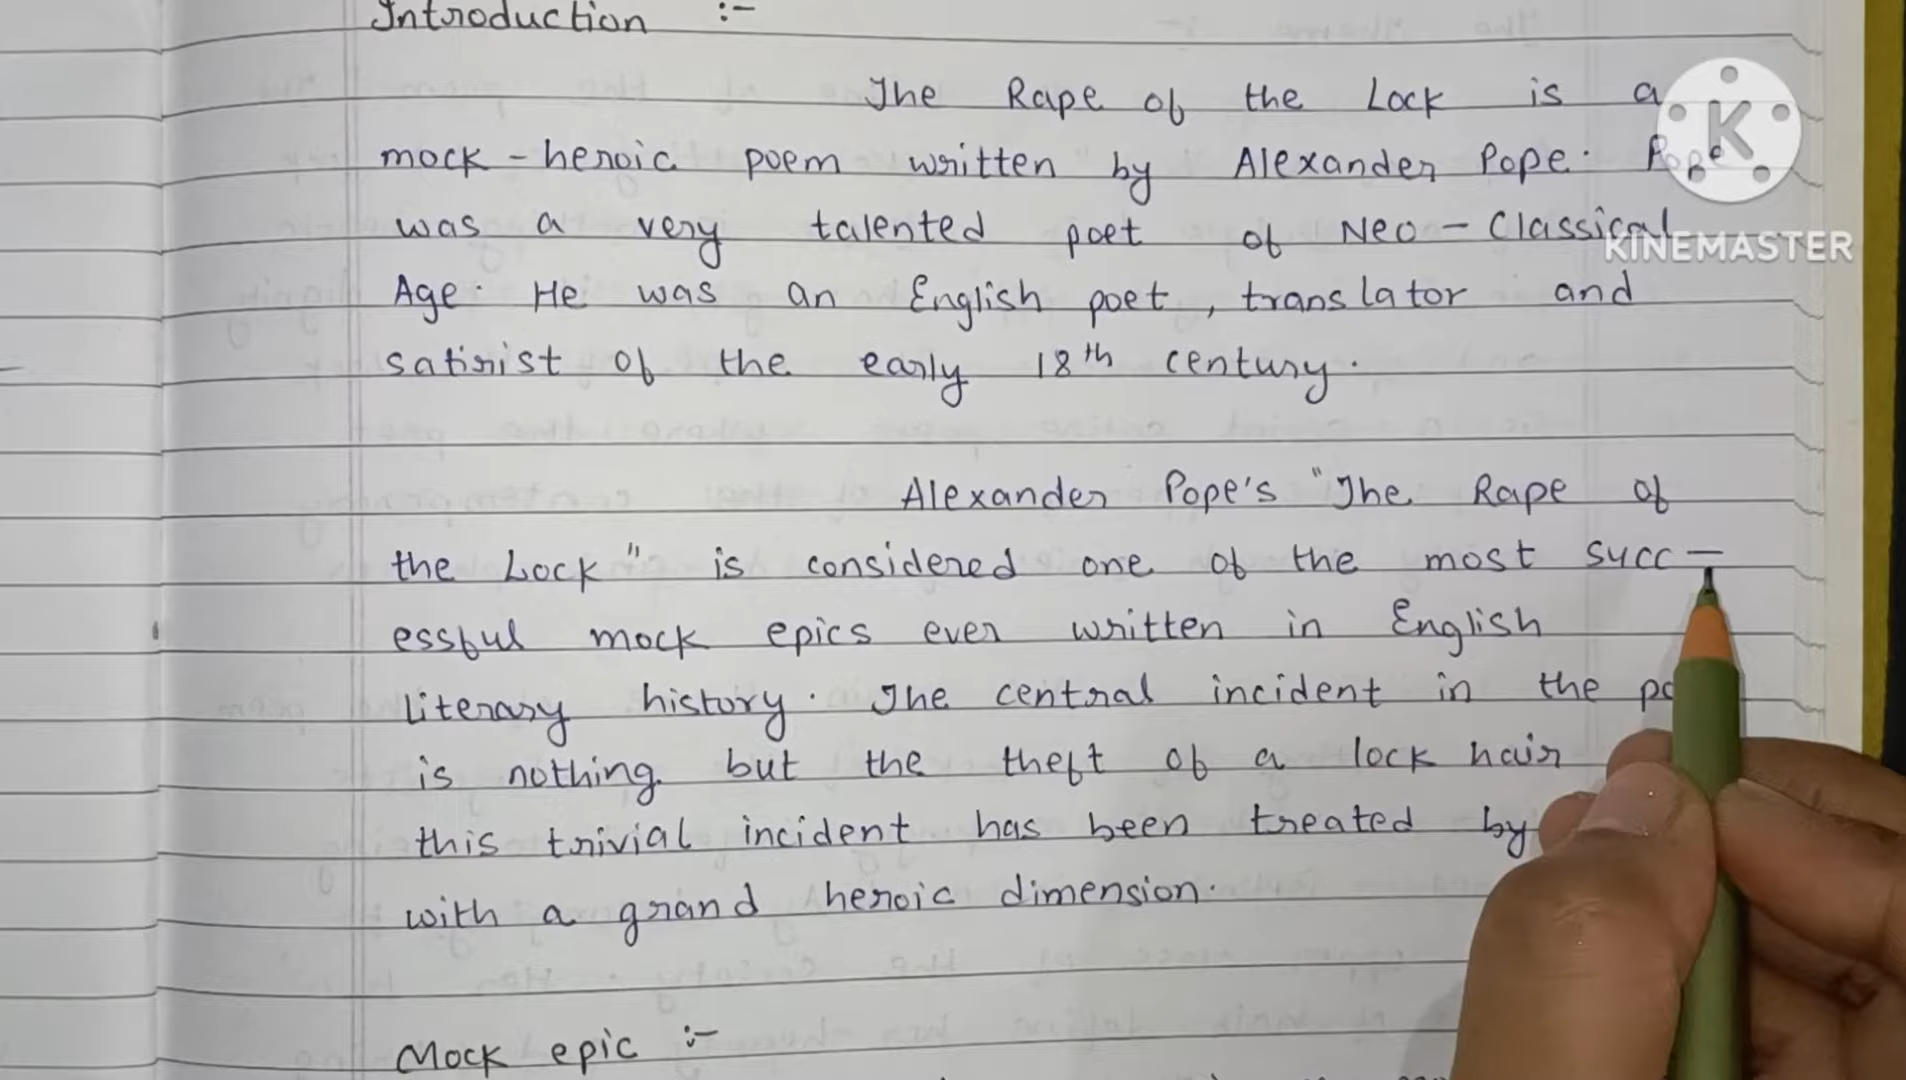 Introduction :-
The Rape of the Lock is a
mock-heroic poem written by Alexander Pope. Pope
was a very talented poet of Neo-Classical
KINEMASTER
Age. He was an English poet, translator and
satirist of the early 18th century.
Alexander Pope's "The Rape of
the Lock" is considered one of the most succ-
essful mock epics ever written in English
literary history. The central incident in the
is nothing but the theft of a lock hair
this trivial incident has been treated by
with a grand heroic dimension.
Mock epic :-